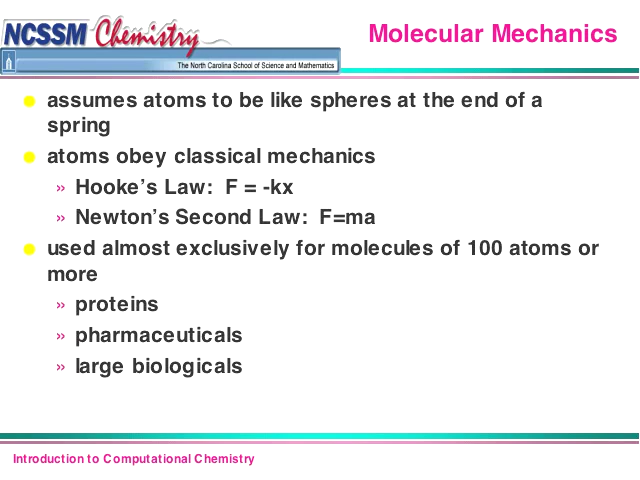 NCSSM Chemistry
The North Carolina School of Science and Mathematics
Molecular Mechanics
assumes atoms to be like spheres at the end of a
spring
atoms obey classical mechanics
» Hooke's Law: F = -kx
» Newton's Second Law: F=ma
used almost exclusively for molecules of 100 atoms or
more
» proteins
» pharmaceuticals
» large biologicals
Introduction to Computational Chemistry